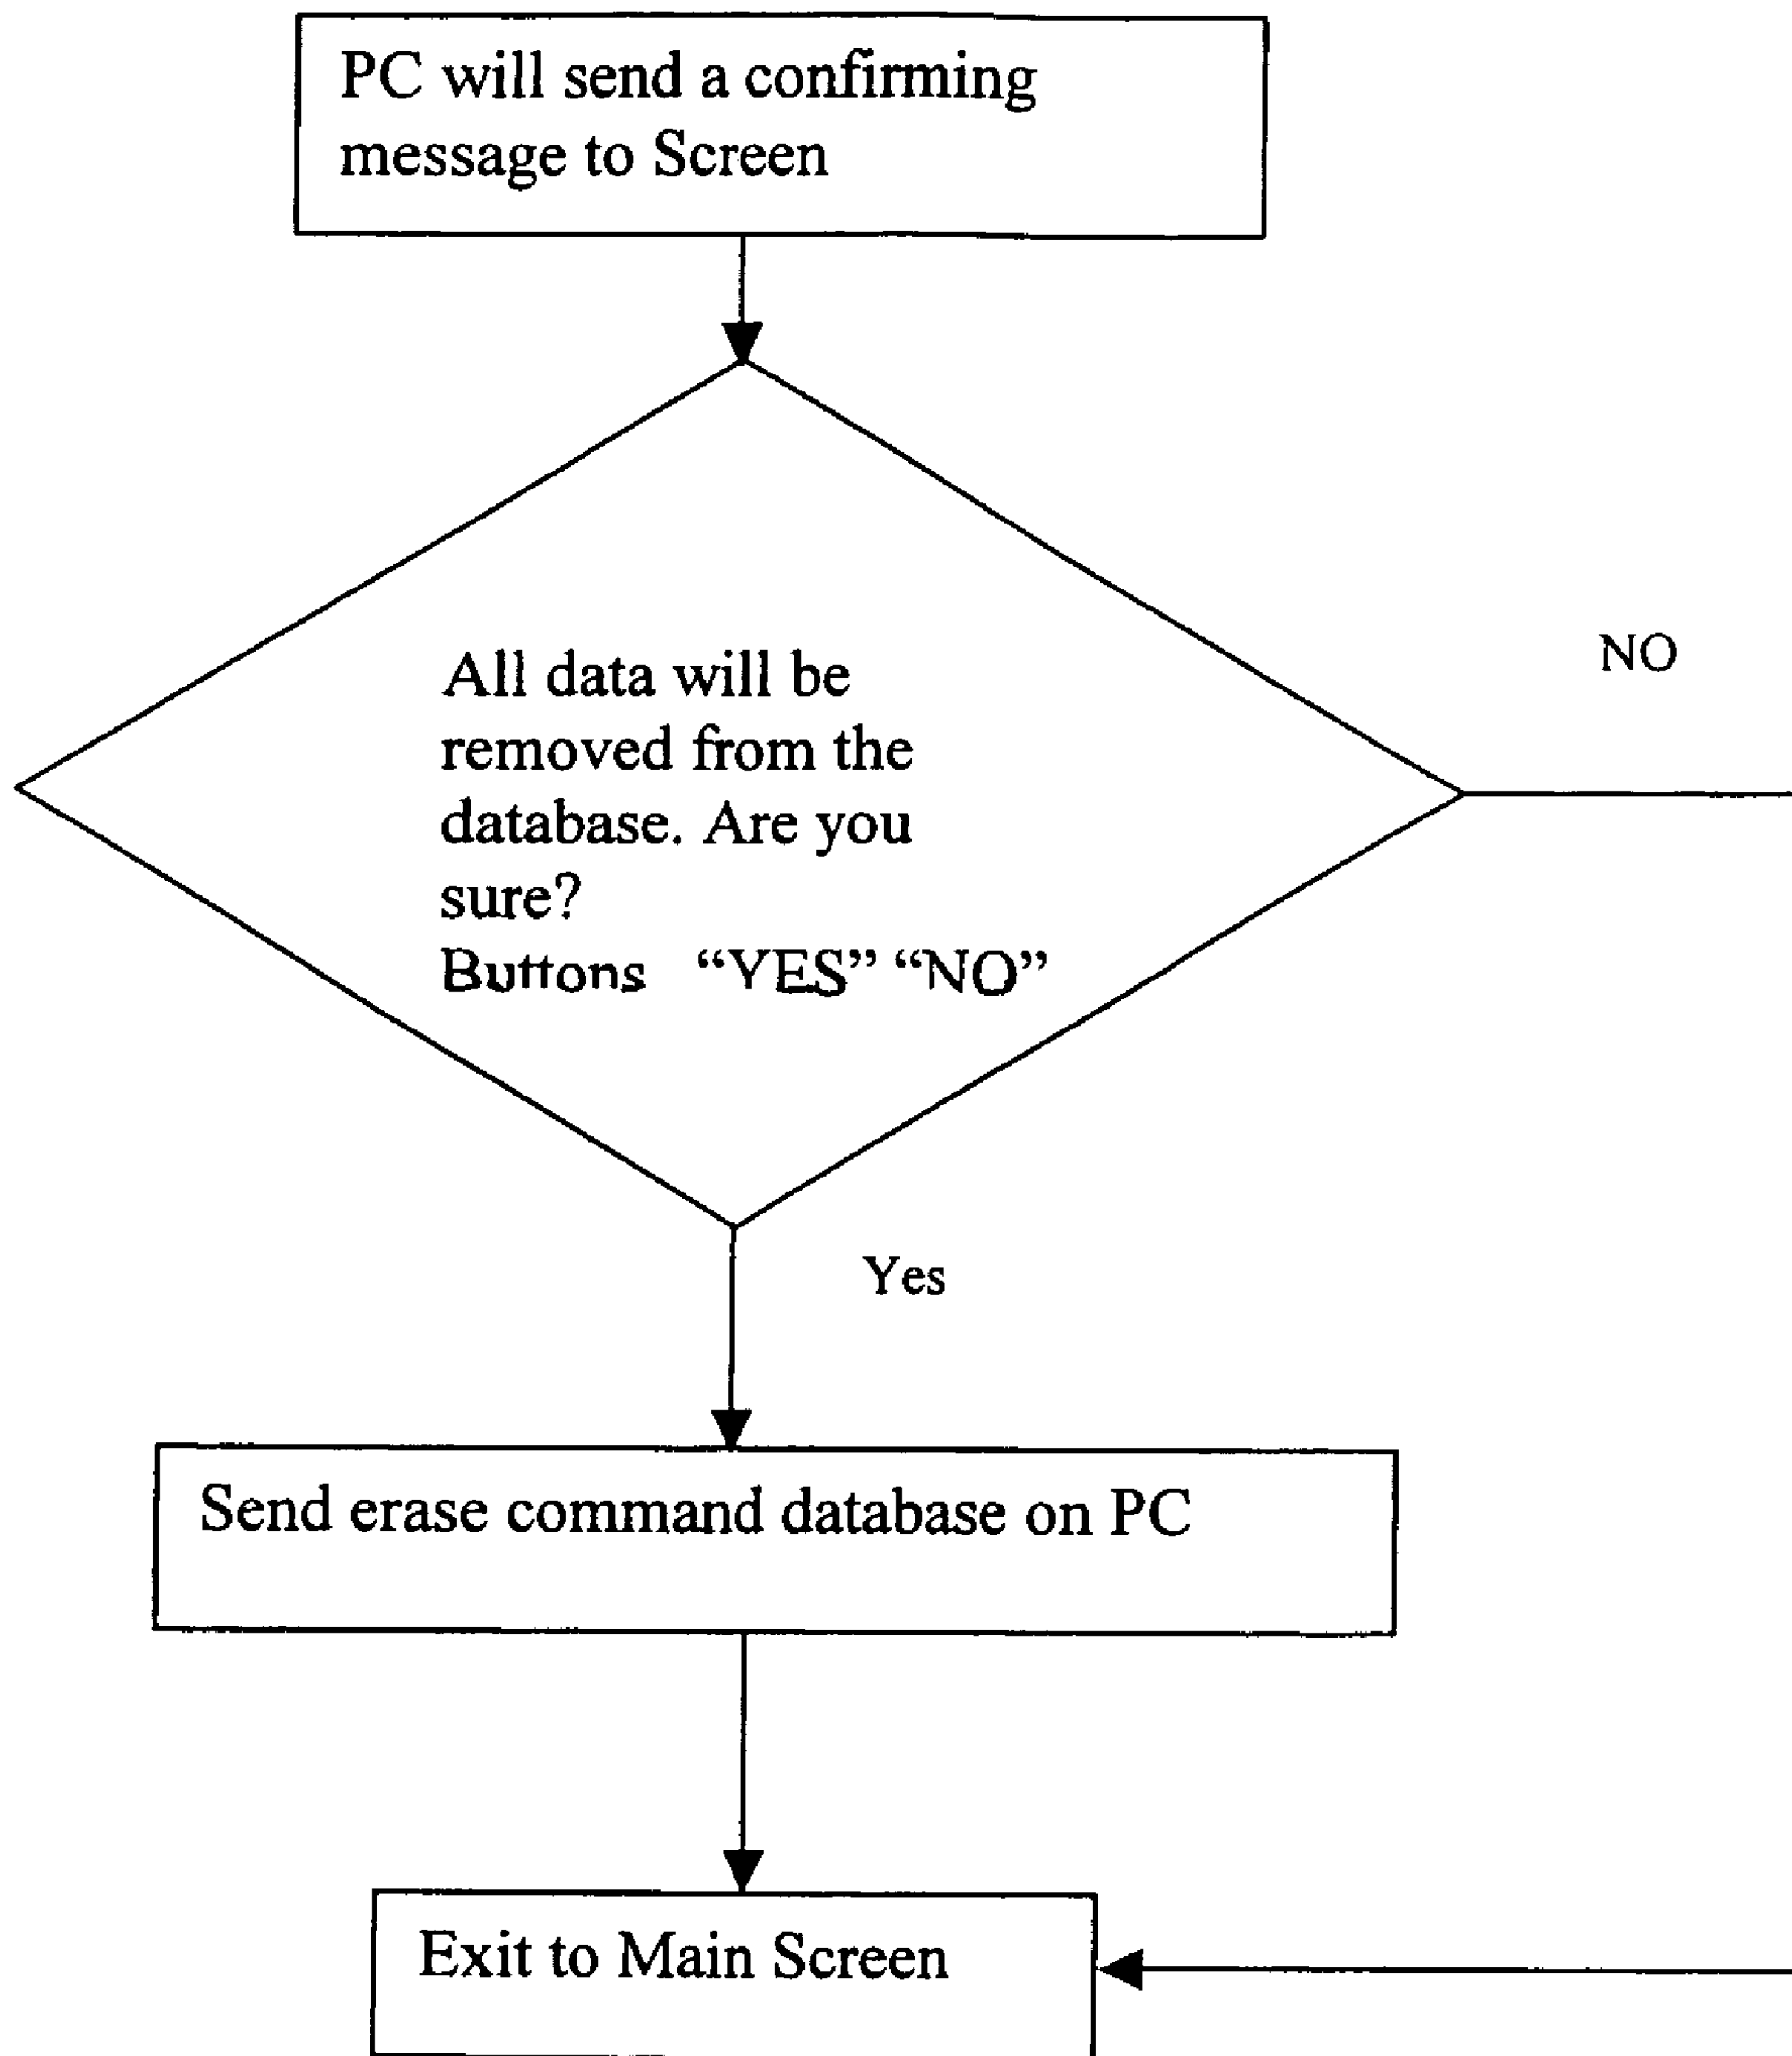 PC will send a confirming
message to Screen
All data will be
removed from the
database. Are you
sure?
Buttons “YES” “NO”
NO
Yes
Send erase command database on PC
Exit to Main Screen